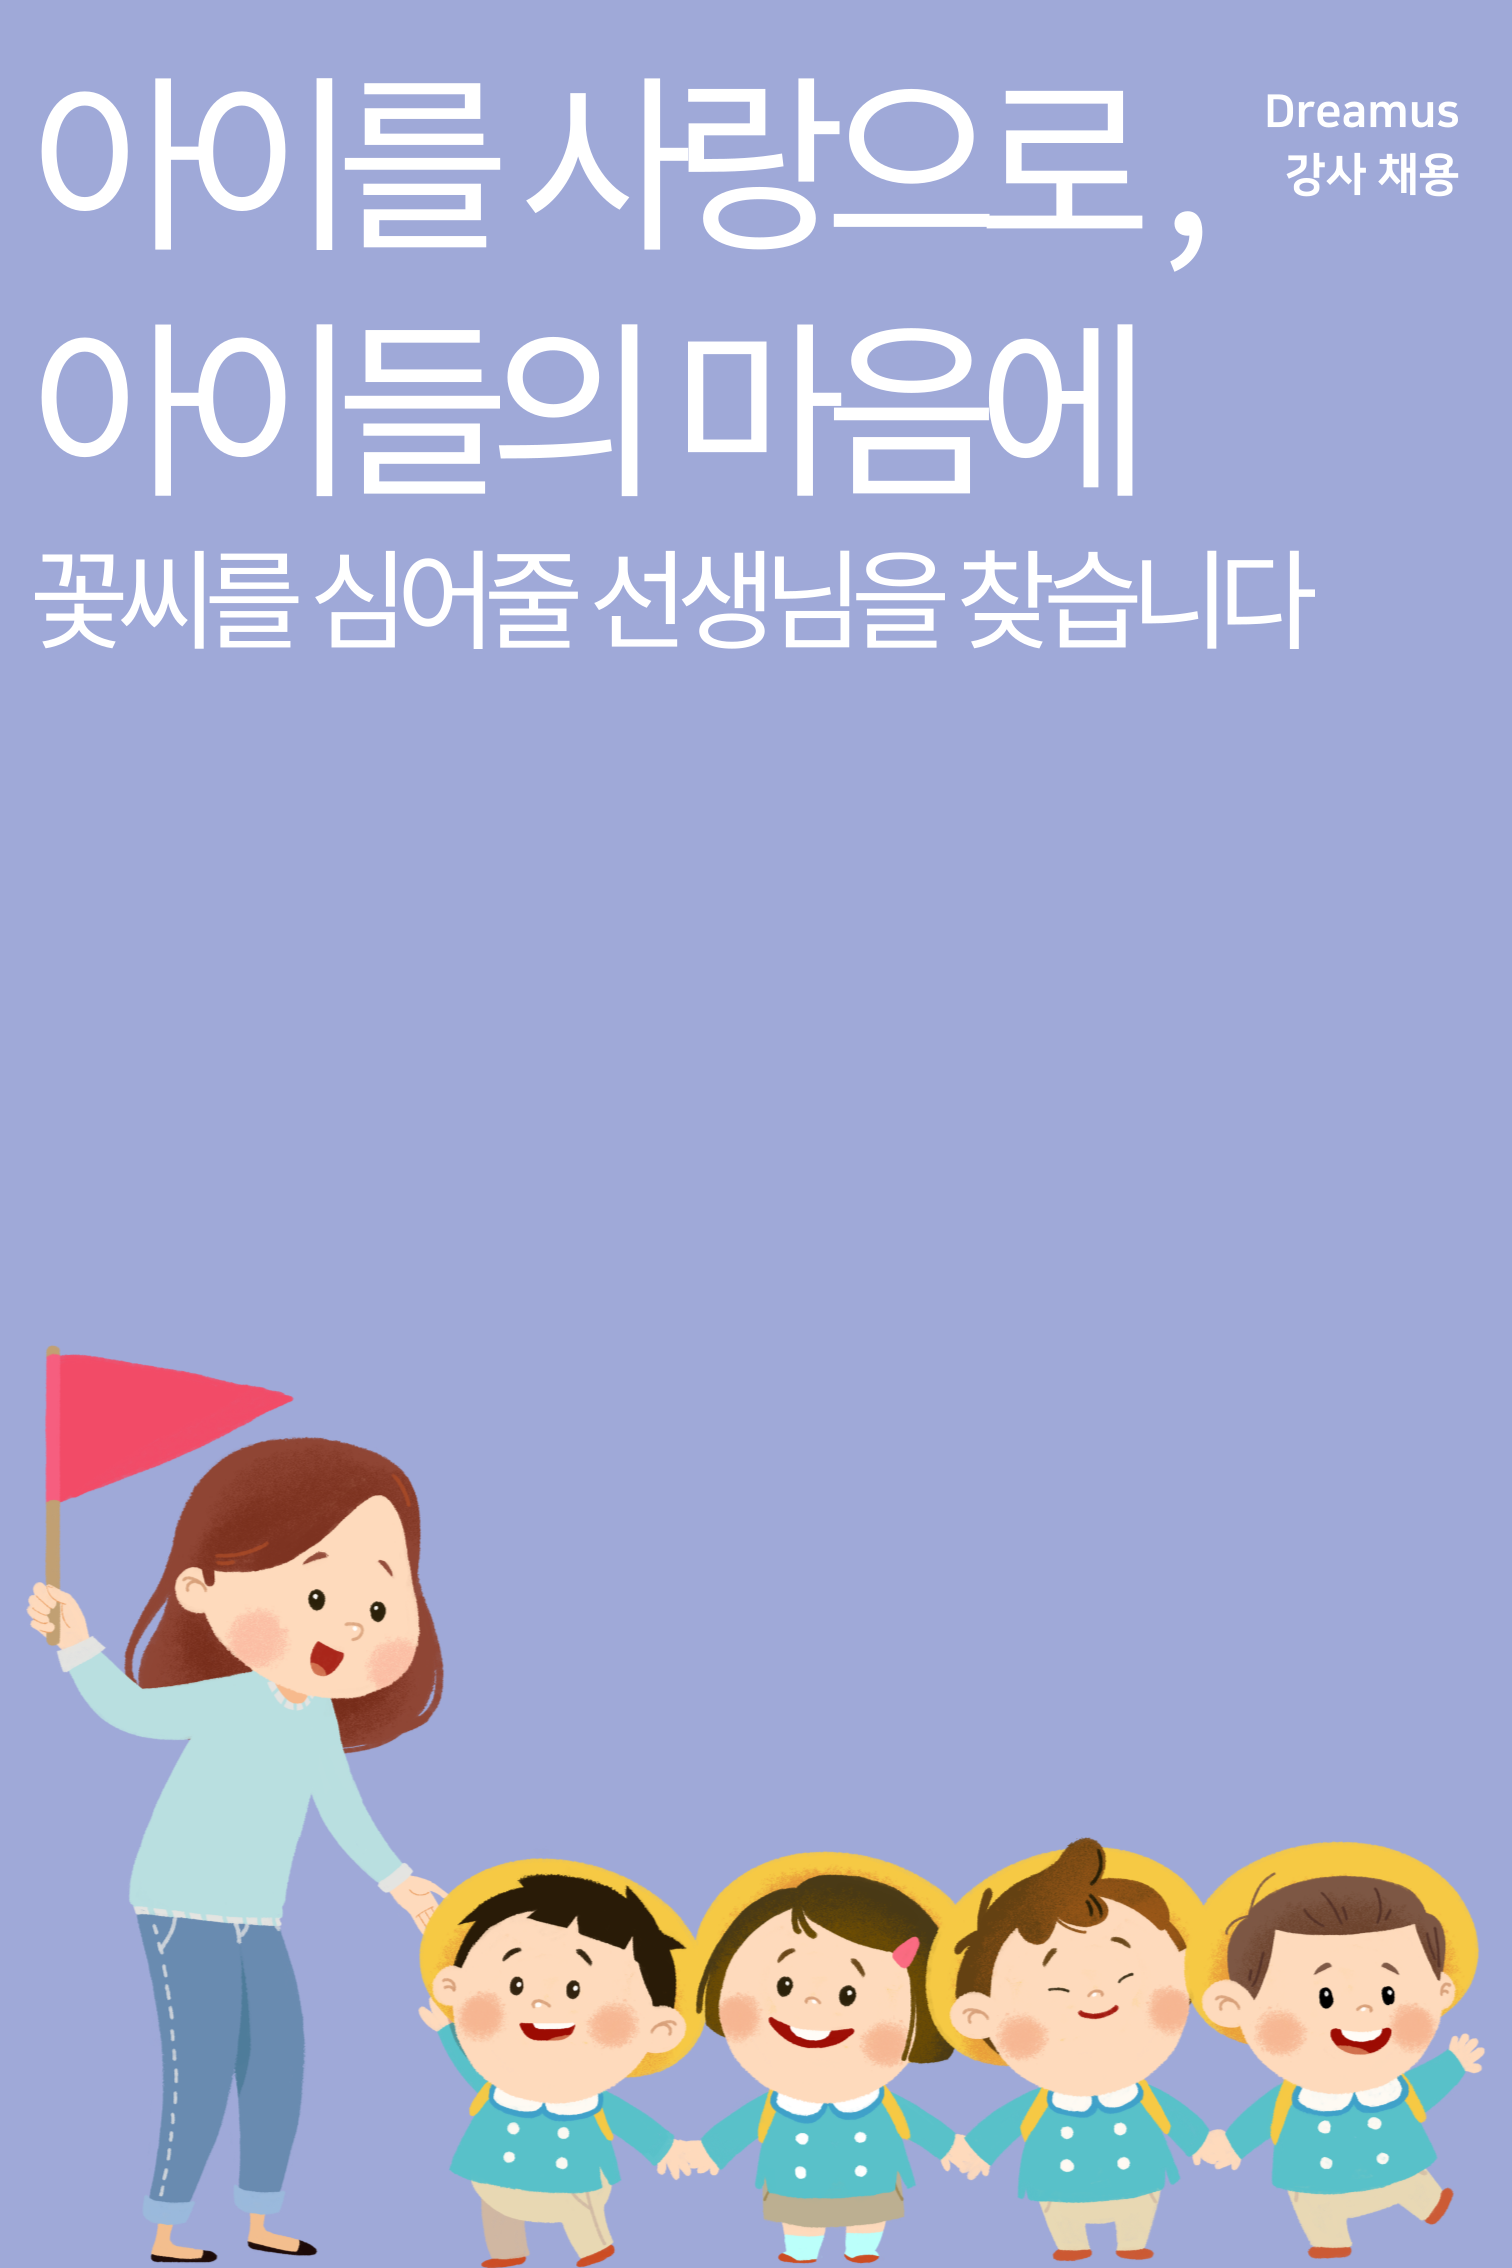 아이를 사랑으로,
Dreamus
강사 채용
아이들의 마음에
꽃씨를 심어줄 선생님을 찾습니다